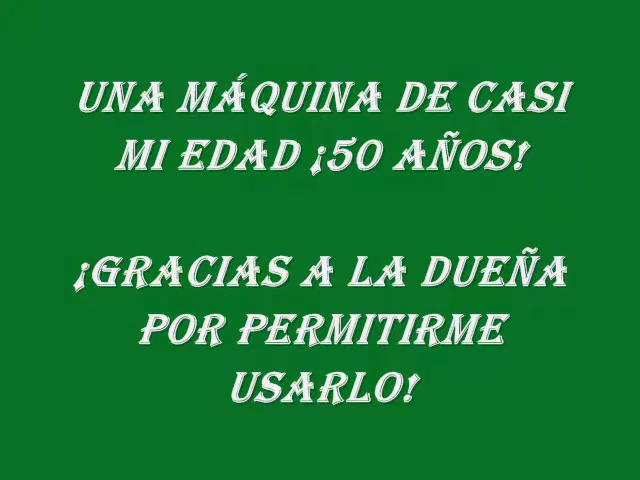 UNA MÁQUINA DE CASI
MI EDAD ¡50 AÑOS!
¡GRACIAS A LA DUEÑA
POR PERMITIRME
USARLO!